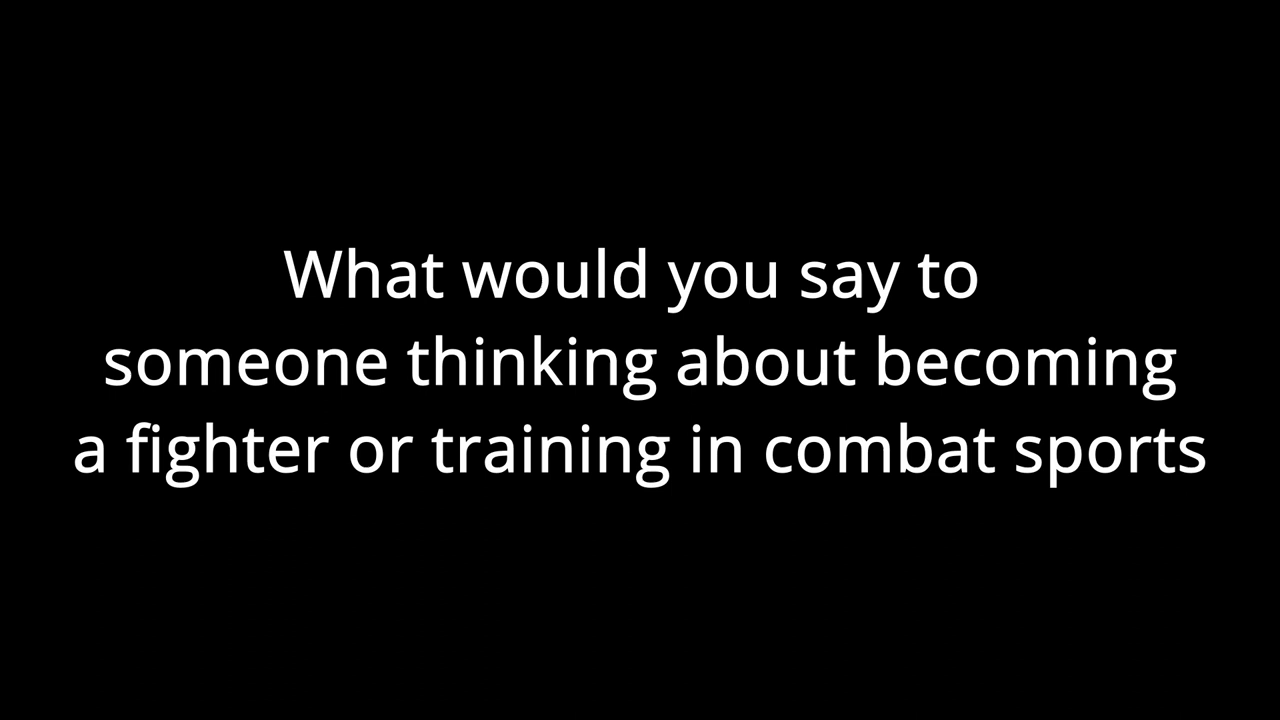 What would you say to
someone thinking about becoming
a fighter or training in combat sports